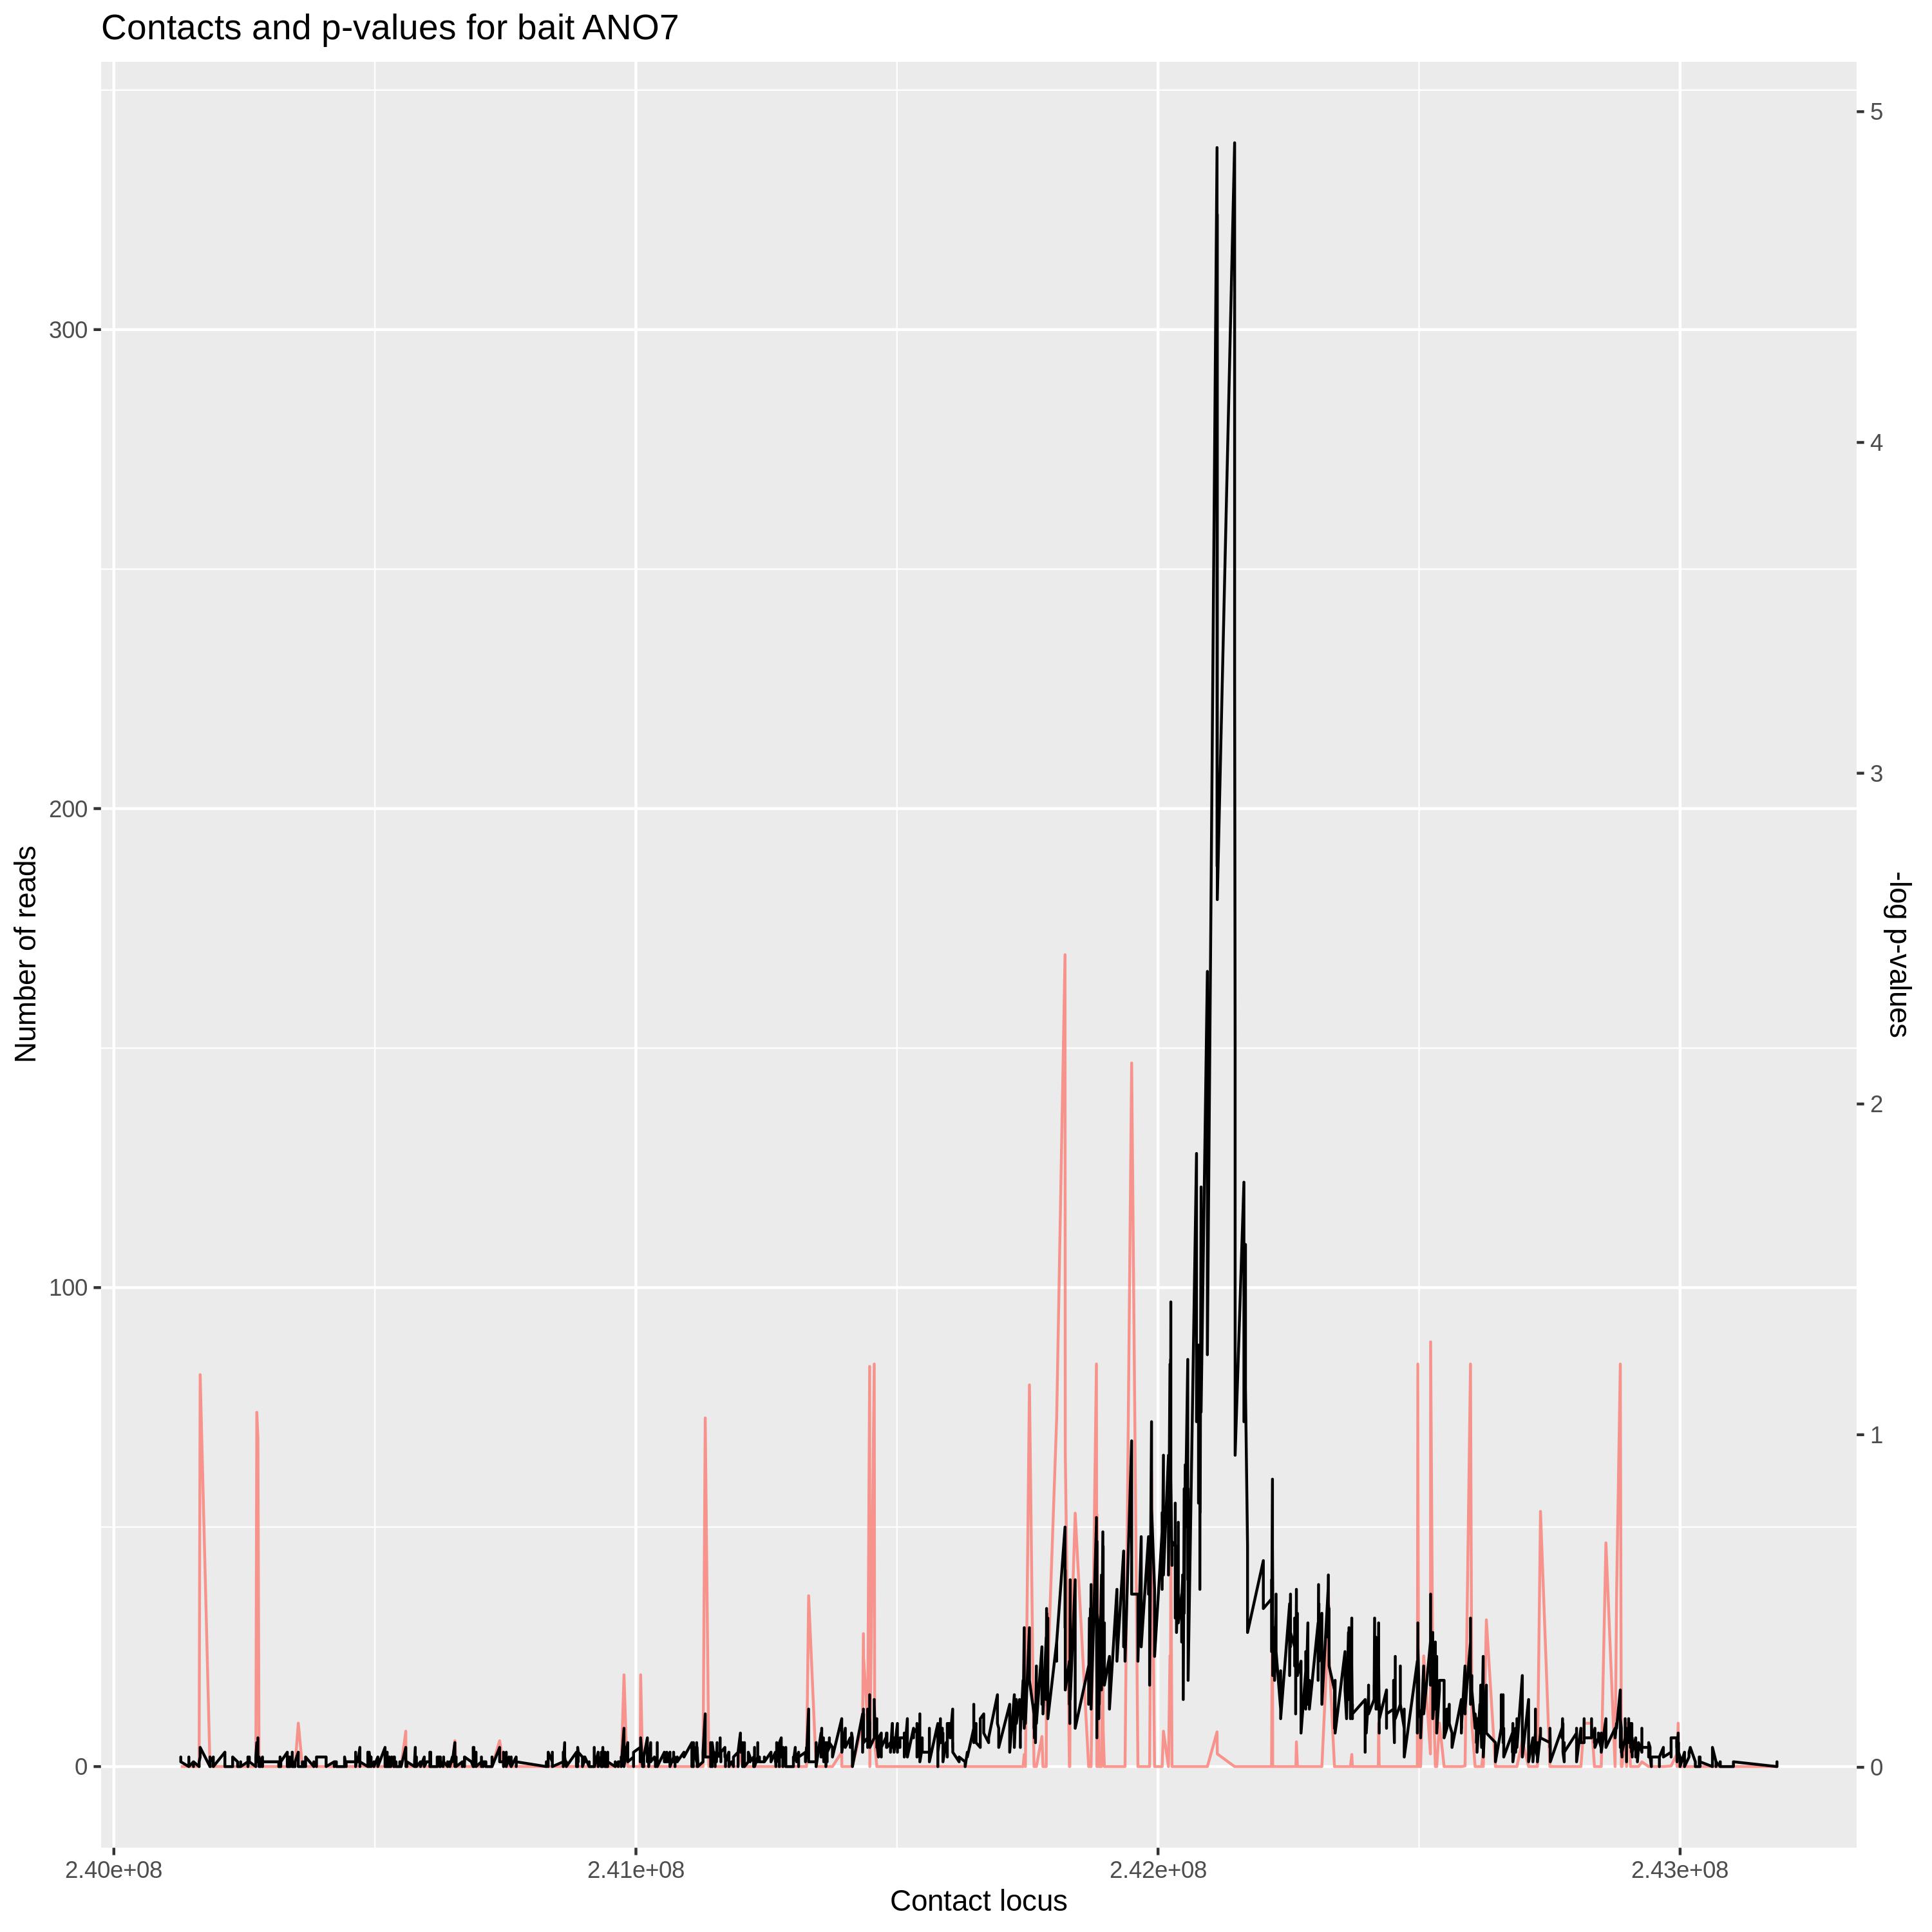 Contacts and p-values for bait ANO7
Number of reads
300
200
100
0
5
4
3
2
1
0
-log p-values
2.40e+08
2.41e+08
2.42e+08
2.43e+08
Contact locus